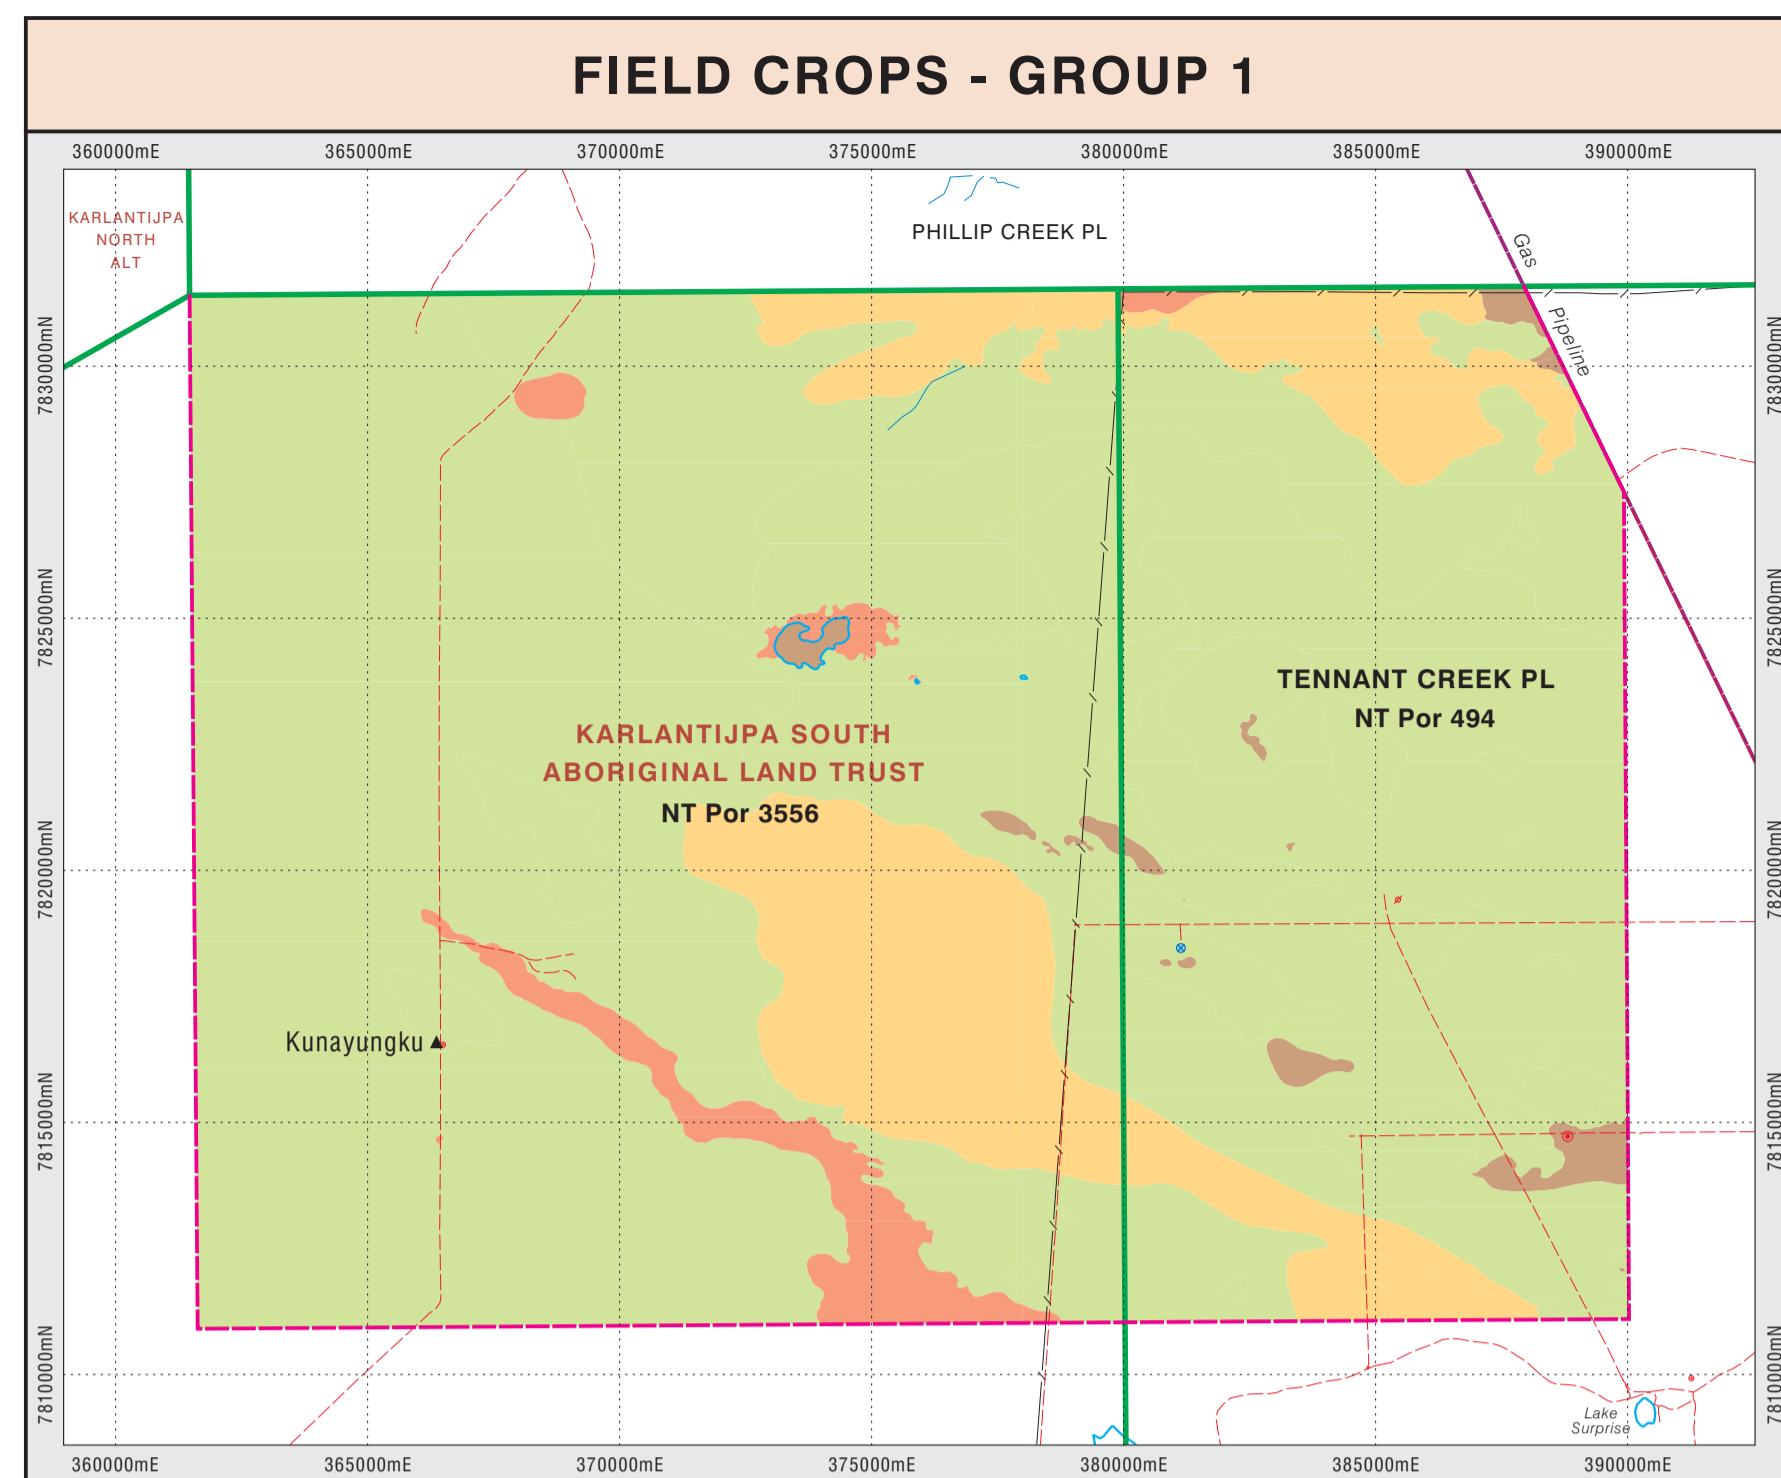 FIELD CROPS - GROUP 1
360000mE 365000mE 370000mE 375000mE 380000mE 385000mE 390000mE
KARLANTIJPA
NORTH
ALT
PHILLIP CREEK PL
Gas
Pipeline
7830000mN 7830000mN
7825000mN 7825000mN
TENNANT CREEK PL
NT Por 494
KARLANTIJPA SOUTH
ABORIGINAL LAND TRUST
NT Por 3556
7820000mN 7820000mN
Kunayungku
7815000mN 7815000mN
7810000mN 7810000mN
Lake
Surprise
360000mE 365000mE 370000mE 375000mE 380000mE 385000mE 390000mE